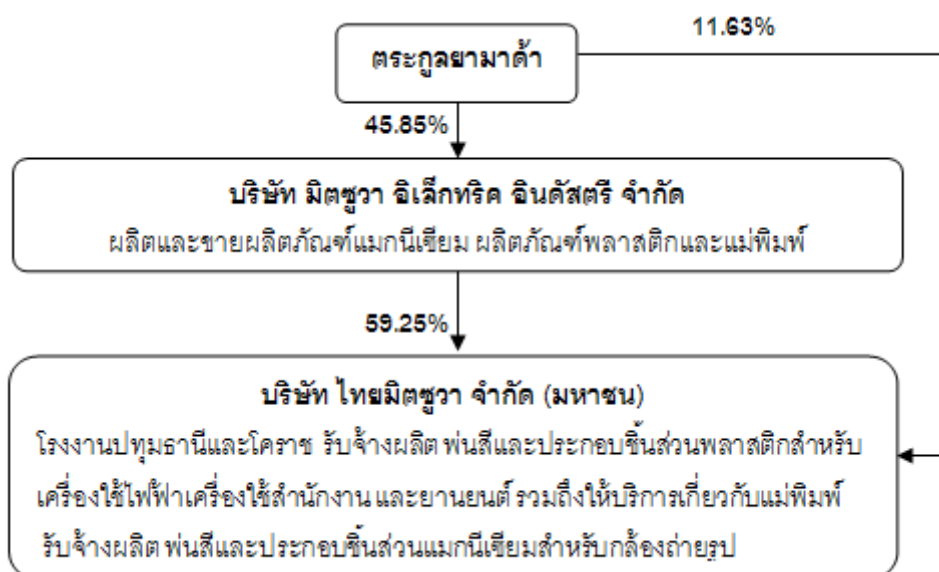 11.63%
ตระกูลยามาด้า
45.85%
บริษัท มิตซูวา อิเล็กทริค อินดัสตรี จำกัด
ผลิตและขายผลิตภัณฑ์แมกนีเซียม ผลิตภัณฑ์พลาสติกและแม่พิมพ์
59.25%
บริษัท ไทยมิตซูวา จำกัด (มหาชน)
โรงงานปทุมธานีและโคราช รับจ้างผลิต พ่นสีและประกอบชิ้นส่วนพลาสติกสำหรับ
เครื่องใช้ไฟฟ้าเครื่องใช้สำนักงาน และยานยนต์ รวมถึงให้บริการเกี่ยวกับแม่พิมพ์
รับจ้างผลิต พ่นสีและประกอบชิ้นส่วนแมกนีเซียมสำหรับกล้องถ่ายรูป